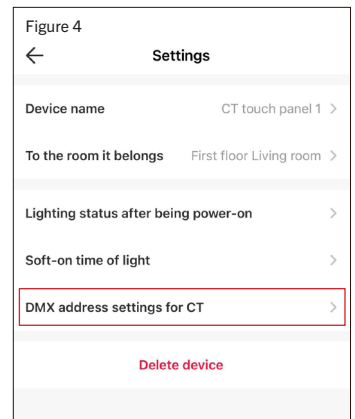 Figure 4
Settings
Device name CT touch panel 1
To the room it belongs First floor Living room
Lighting status after being power-on
Soft-on time of light
DMX address settings for CT
Delete device